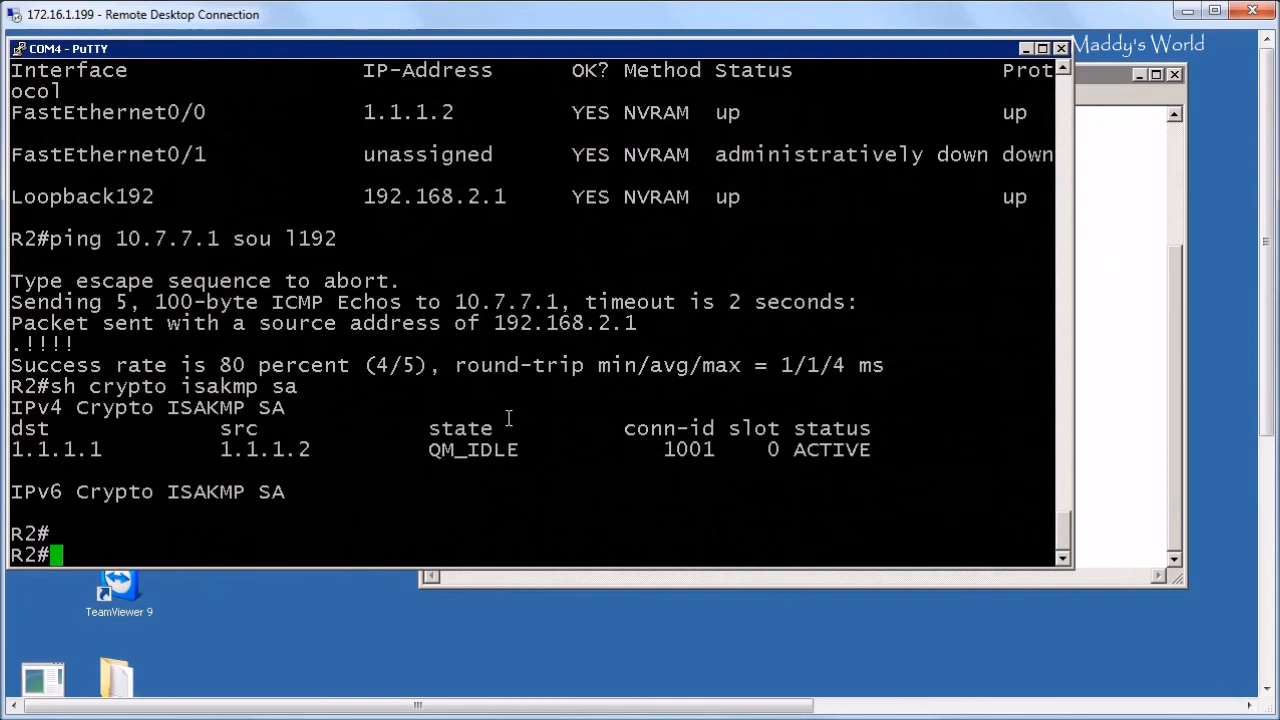 172.16.1.199 - Remote Desktop Connection
Maddy's World
COM4 - PuTTY
Interface IP-Address OK? Method Status Prot
ocol
FastEthernet0/0 1.1.1.2 YES NVRAM up up
FastEthernet0/1 unassigned YES NVRAM administratively down down
Loopback192 192.168.2.1 YES NVRAM up up
R2#ping 10.7.7.1 sou l192
Type escape sequence to abort.
Sending 5, 100-byte ICMP Echos to 10.7.7.1, timeout is 2 seconds:
Packet sent with a source address of 192.168.2.1
.!!!!
Success rate is 80 percent (4/5), round-trip min/avg/max = 1/1/4 ms
R2#sh crypto isakmp sa
IPv4 Crypto ISAKMP SA
dst src state conn-id slot status
1.1.1.1 1.1.1.2 QM_IDLE 1001 0 ACTIVE
IPv6 Crypto ISAKMP SA
R2#
R2#
TeamViewer 9